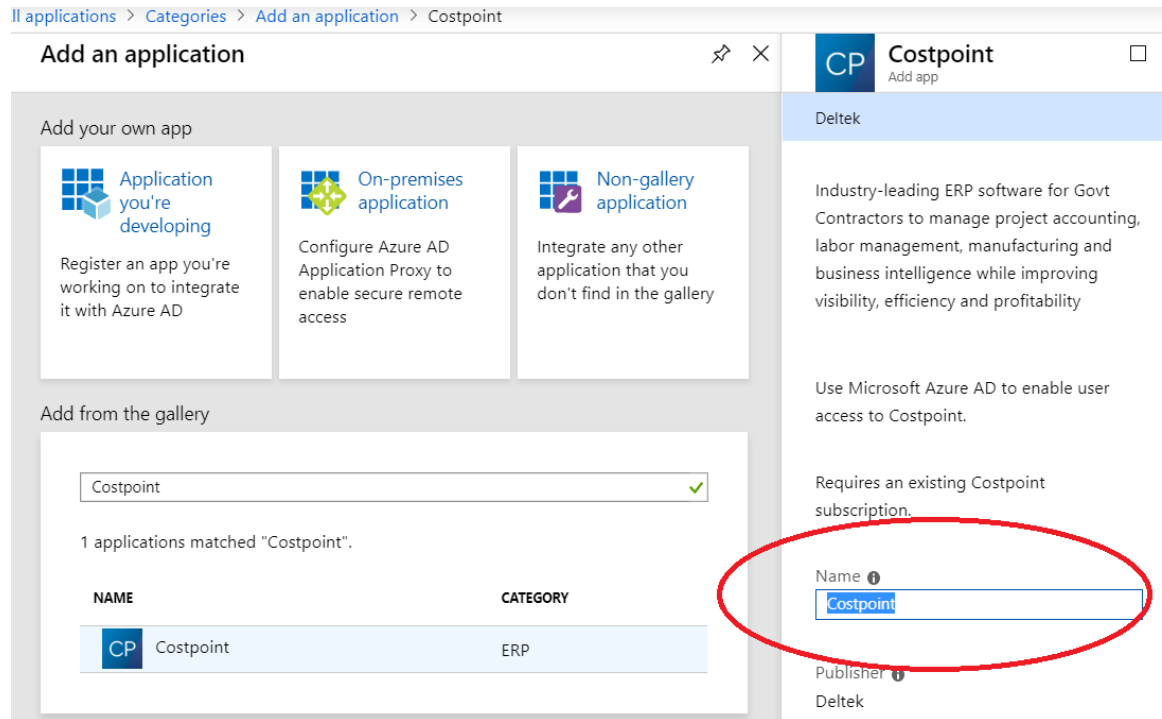 ll applications > Categories > Add an application > Costpoint
Add an application
Add your own app
Application
you're
developing
Register an app you're
working on to integrate
it with Azure AD
On-premises
application
Configure Azure AD
Application Proxy to
enable secure remote
access
Non-gallery
application
Integrate any other
application that you
don't find in the gallery
Add from the gallery
Costpoint
1 applications matched "Costpoint".
NAME CATEGORY
CP Costpoint ERP
CP Costpoint
Add app
Deltek
Industry-leading ERP software for Govt
Contractors to manage project accounting,
labor management, manufacturing and
business intelligence while improving
visibility, efficiency and profitability
Use Microsoft Azure AD to enable user
access to Costpoint.
Requires an existing Costpoint
subscription.
Name
Costpoint
Publisher
Deltek